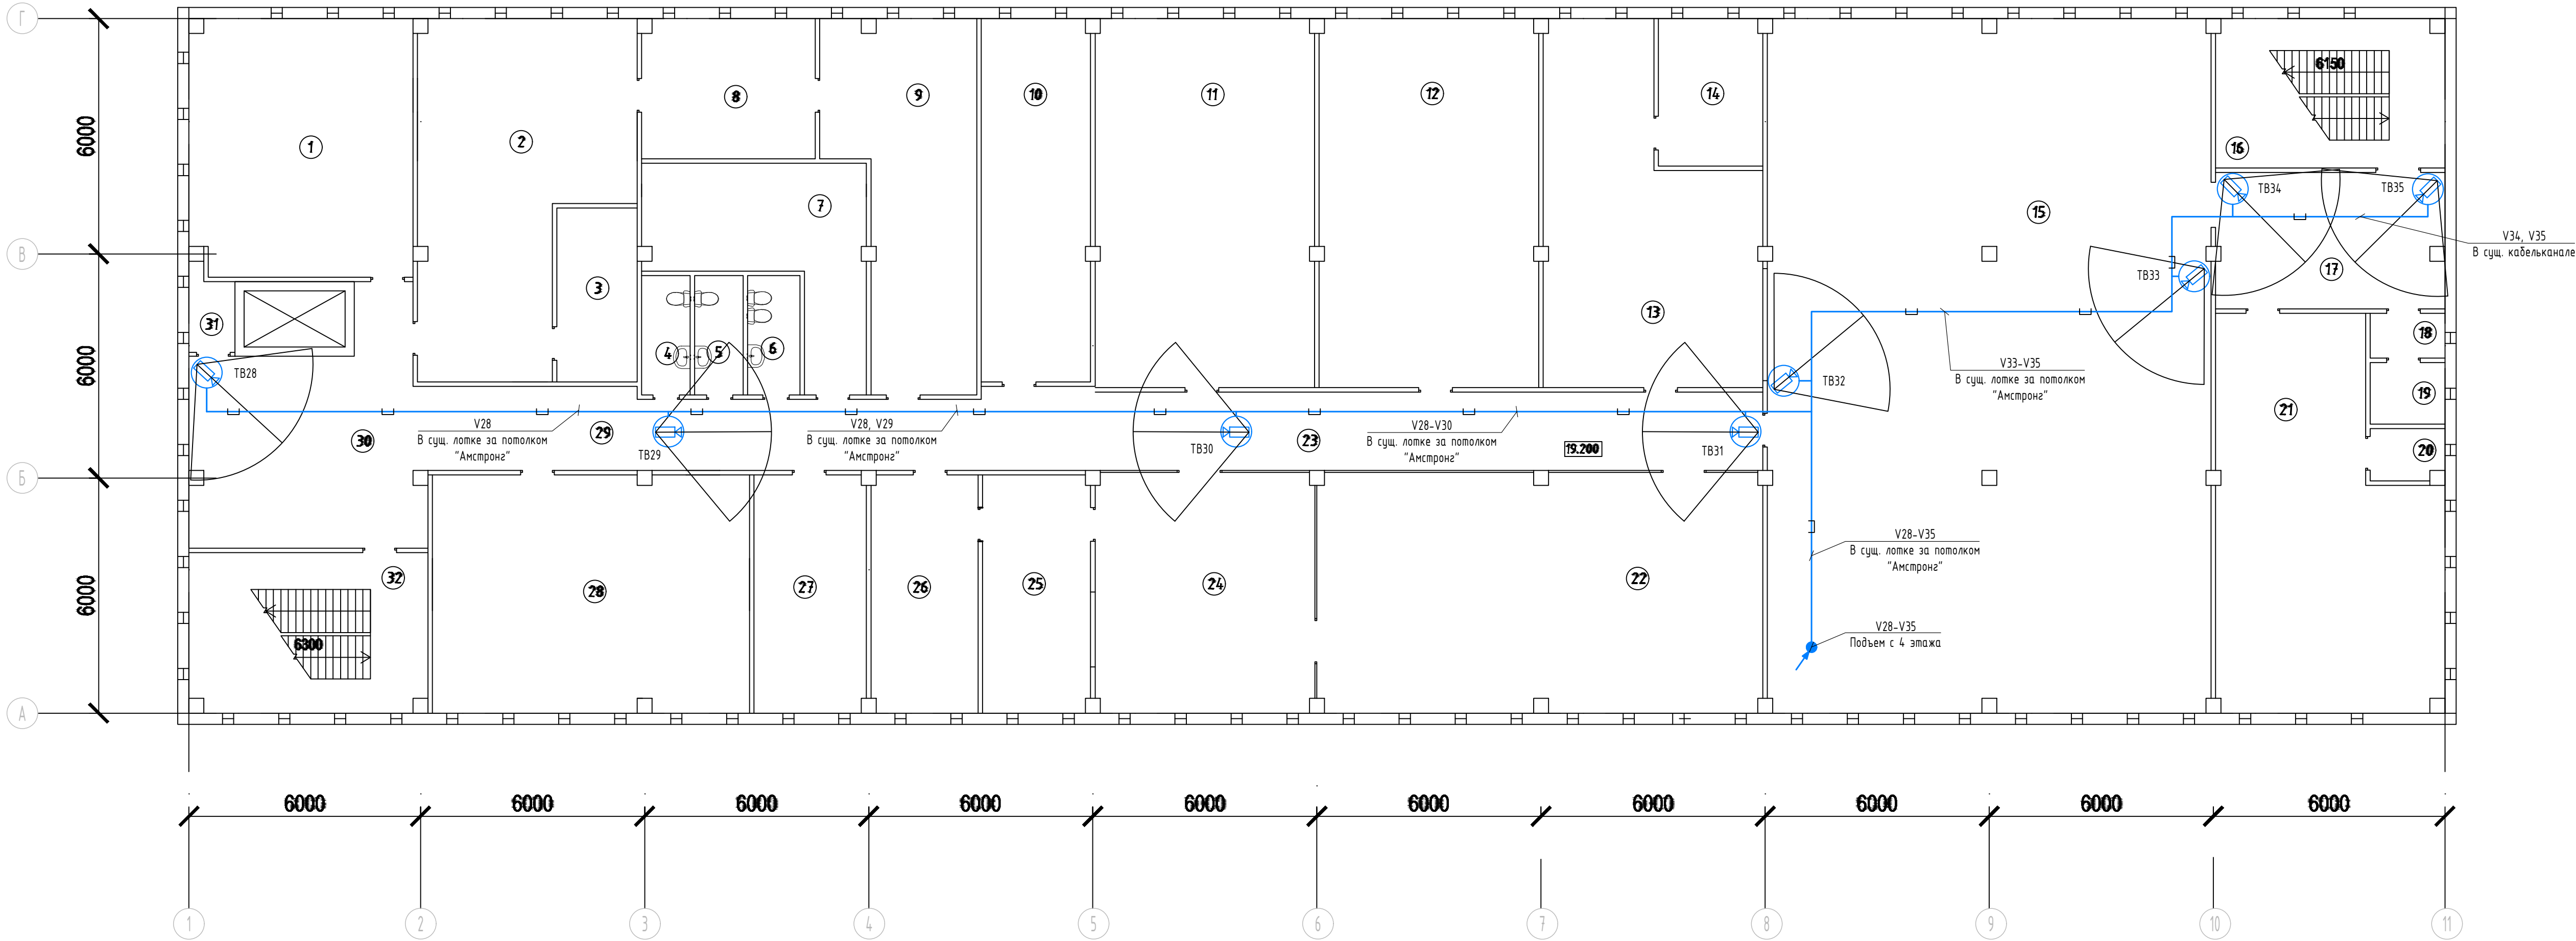 Г
6150
8
9
10
11
12
14
1
2
6000
16
ТВ34
ТВ35
7
15
V34, V35
В сущ. кабельканале
В
17
ТВ33
3
13
31
18
4
5
6
6000
ТВ28
ТВ32
V33-V35
В сущ. лотке за потолком
"Амстронг"
19
21
V28
В сущ. лотке за потолком
"Амстронг"
V28, V29
В сущ. лотке за потолком
"Амстронг"
V28-V30
В сущ. лотке за потолком
"Амстронг"
30
29
23
19.200
20
ТВ29
ТВ30
ТВ31
Б
V28-V35
В сущ. лотке за потолком
"Амстронг"
32
28
27
26
25
24
22
6000
6300
V28-V35
Подъем с 4 этажа
А
6000
6000
6000
6000
6000
6000
6000
6000
6000
6000
1
2
3
4
5
6
7
8
9
10
11